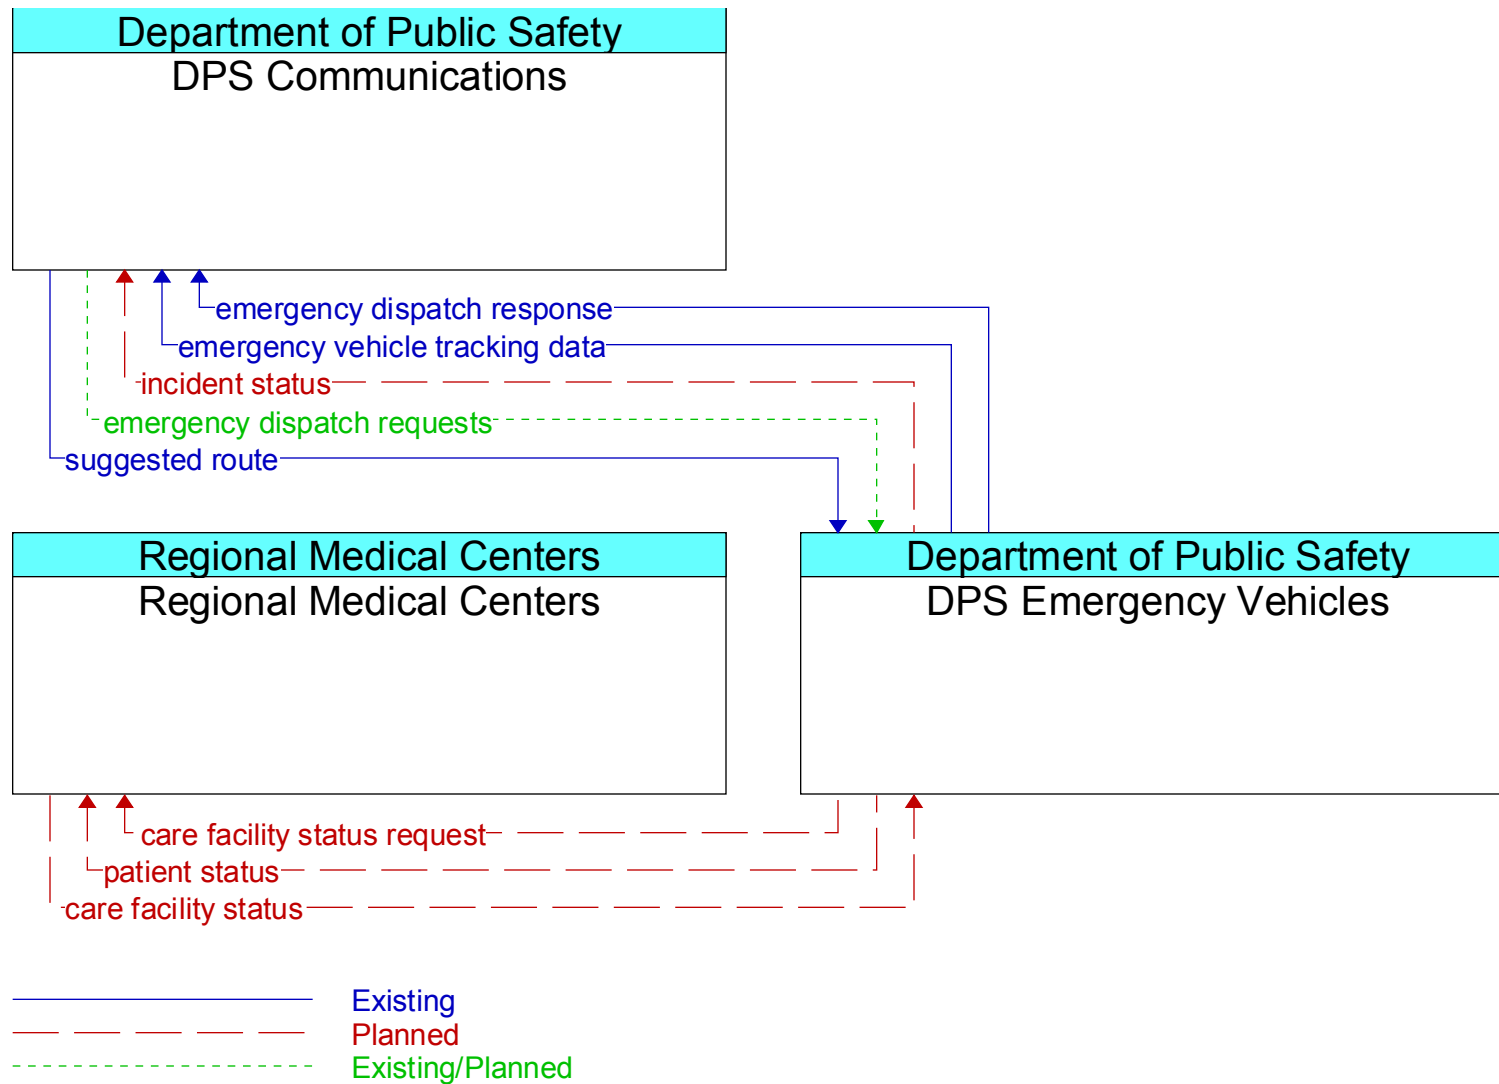 Department of Public Safety
DPS Communications
emergency dispatch response
emergency vehicle tracking data
incident status
emergency dispatch requests
suggested route
Regional Medical Centers
Regional Medical Centers
Department of Public Safety
DPS Emergency Vehicles
care facility status request
patient status
care facility status
Existing
Planned
Existing/Planned